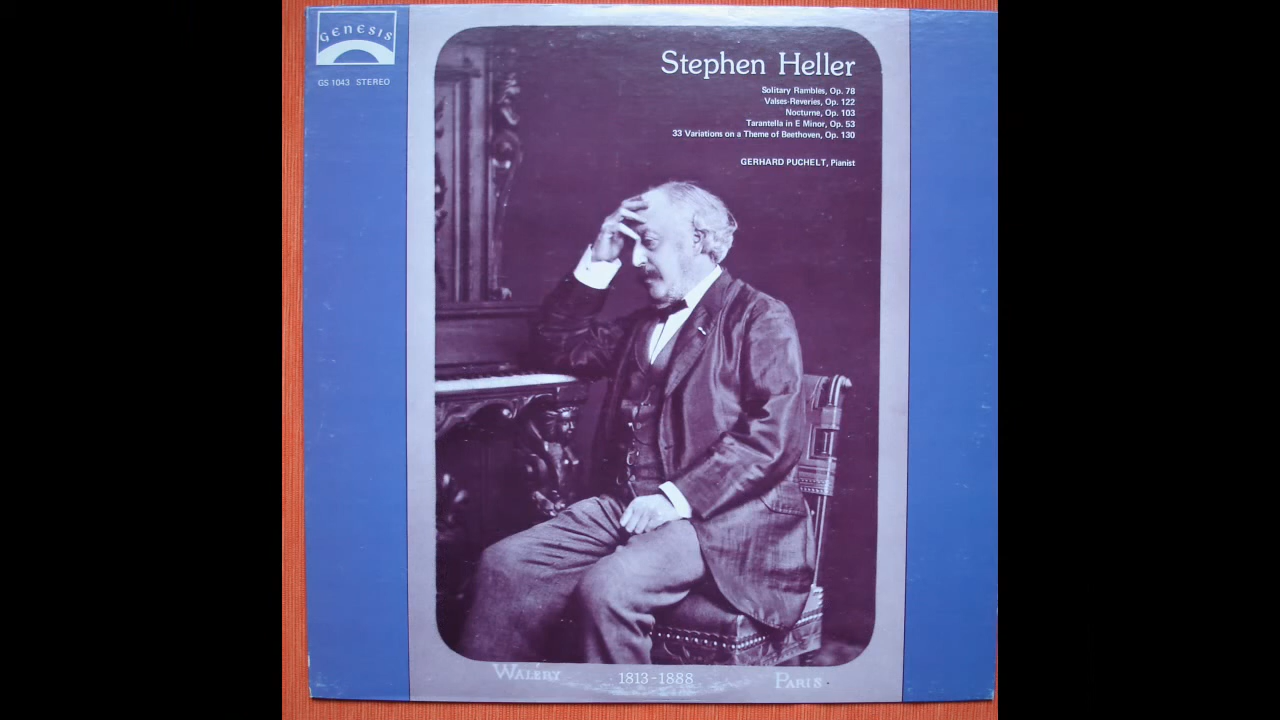 GENESIS
GS 1043 STEREO
Stephen Heller
Solitary Rambles, Op. 78
Valses-Reveries, Op. 122
Nocturne, Op. 103
Tarantella in E Minor, Op. 53
33 Variations on a Theme of Beethoven, Op. 130
GERHARD PUCHELT, Pianist
WALERY 1813-1888 PARIS